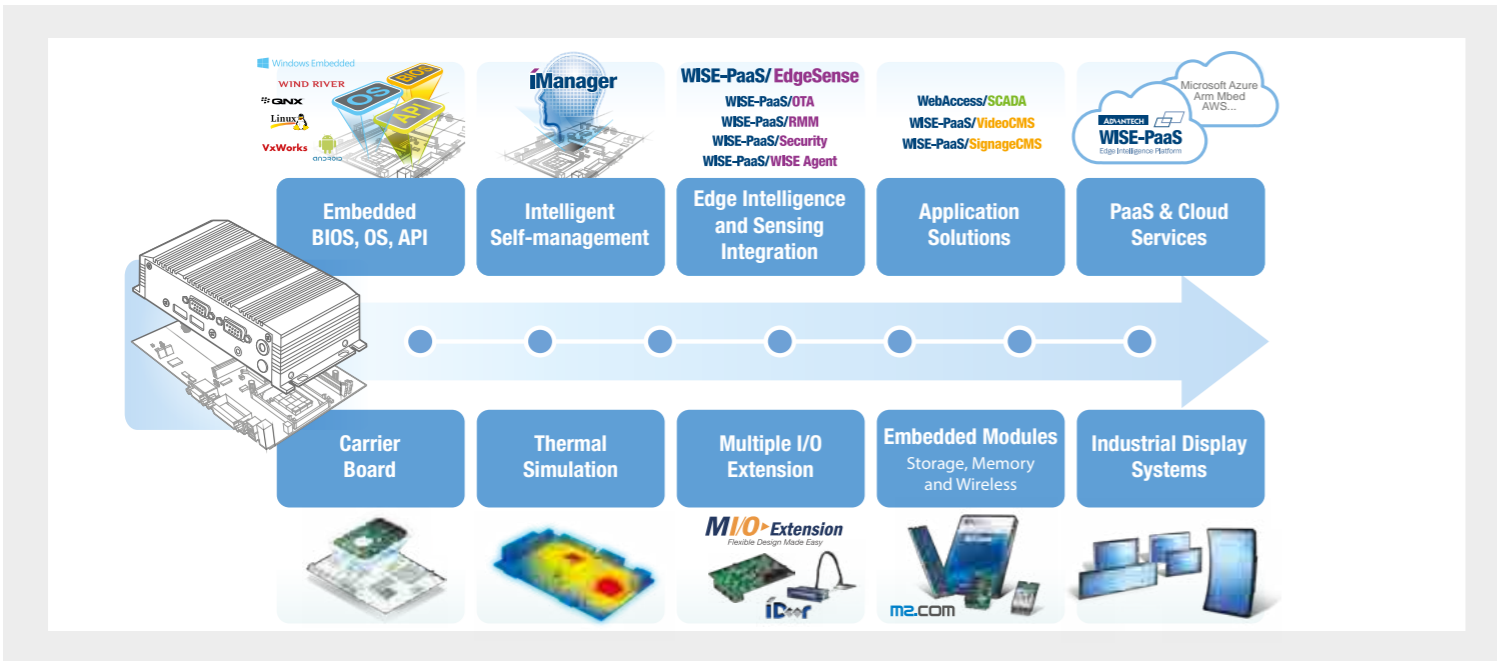 Windows Embedded
WIND RIVER
QNX
Linux
VxWorks
ANDROID
OS
BIOS
API
iManager
WISE-PaaS/ EdgeSense
WISE-PaaS/OTA
WISE-PaaS/RMM
WISE-PaaS/Security
WISE-PaaS/WISE Agent
WebAccess/SCADA
WISE-PaaS/VideoCMS
WISE-PaaS/SignageCMS
Microsoft Azure
Arm Mbed
AWS...
ADVANTECH
WISE-PaaS
Edge Intelligence Platform
Embedded
BIOS, OS, API
Intelligent
Self-management
Edge Intelligence
and Sensing
Integration
Application
Solutions
PaaS & Cloud
Services
Carrier
Board
Thermal
Simulation
Multiple I/O
Extension
Embedded Modules
Storage, Memory
and Wireless
Industrial Display
Systems
MI/O Extension
Flexible Design Made Easy
iDoor
m2.com